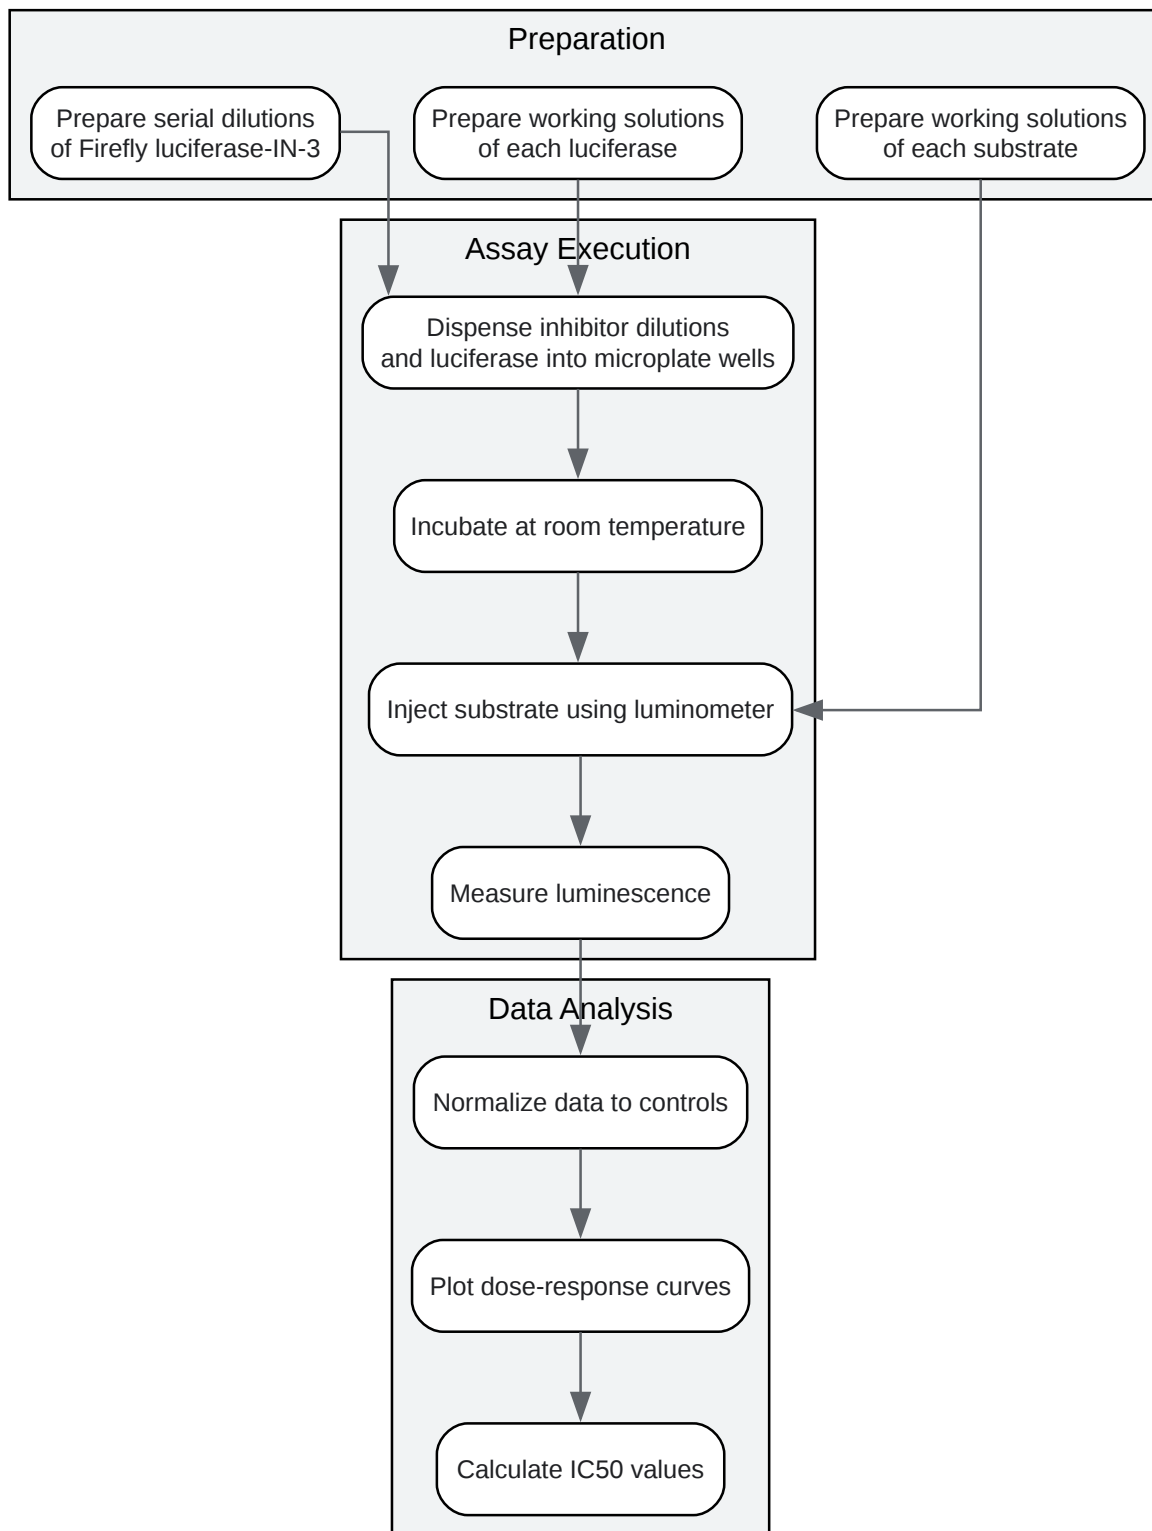 Preparation
Prepare serial dilutions
of Firefly luciferase-IN-3
Prepare working solutions
of each luciferase
Prepare working solutions
of each substrate
Assay Execution
Dispense inhibitor dilutions
and luciferase into microplate wells
Incubate at room temperature
Inject substrate using luminometer
Measure luminescence
Data Analysis
Normalize data to controls
Plot dose-response curves
Calculate IC50 values